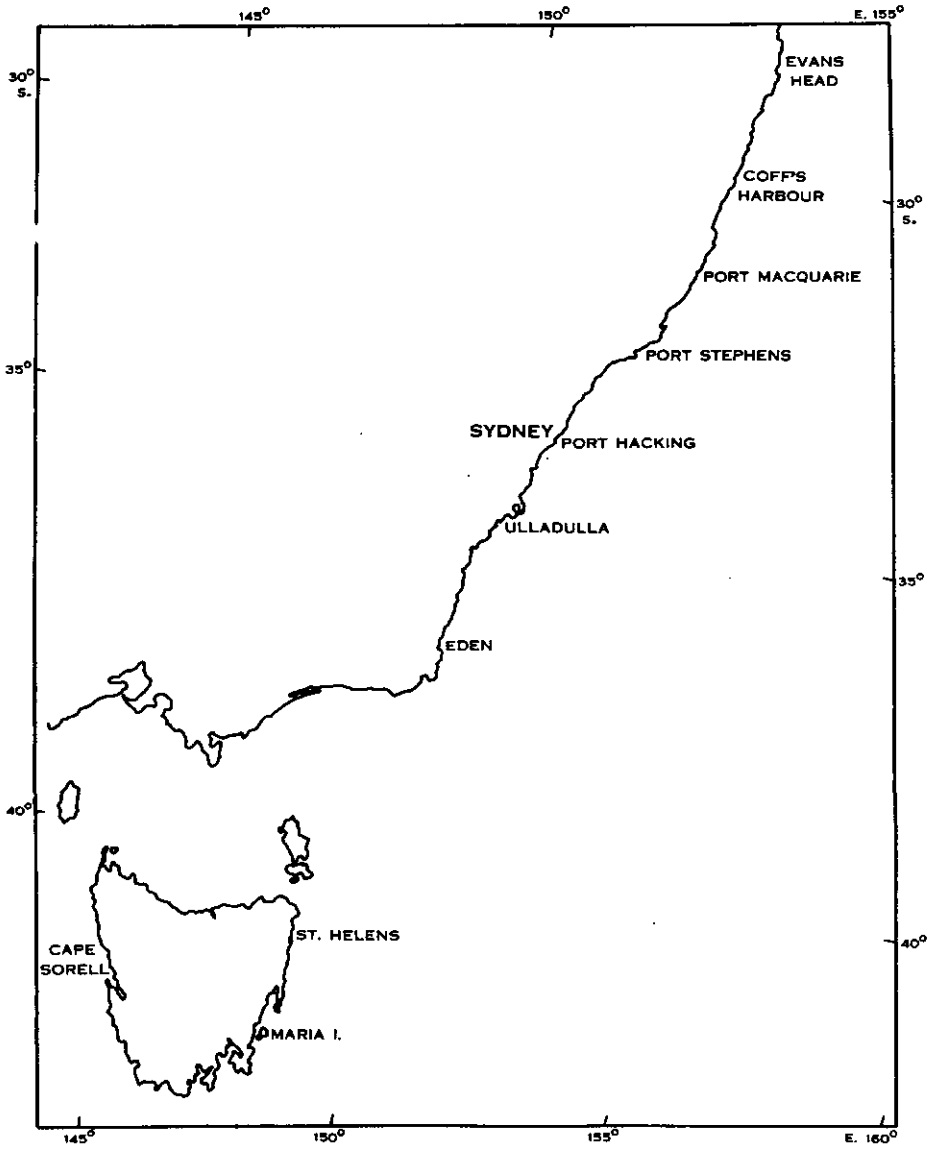 145°
150°
E. 155°
EVANS
HEAD
30°
S.
COFF'S
HARBOUR
30°
S.
PORT MACQUARIE
PORT STEPHENS
35°
SYDNEY
PORT HACKING
ULLADULLA
35°
EDEN
40°
ST. HELENS
40°
CAPE
SORELL
MARIA I.
145°
150°
155°
E. 160°